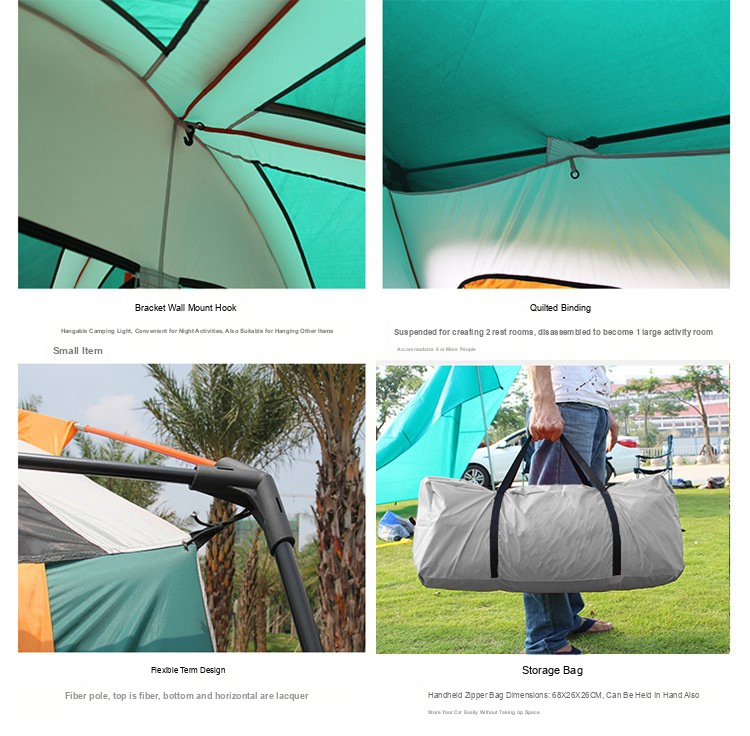 Bracket Wall Mount Hook
Hangable Camping Light, Convenient for Night Activities, Also Suitable for Hanging Other Items
Small Item
Quilted Binding
Suspended for creating 2 rest rooms, disassembled to become 1 large activity room
Accommodates or More People
Flexible Term Design
Fiber pole, top is fiber, bottom and horizontal are lacquer
Storage Bag
Handheld Zipper Bag Dimensions: 68X26X26CM, Can Be Held In Hand Also
Store Your Car Easily Without Taking Up Space